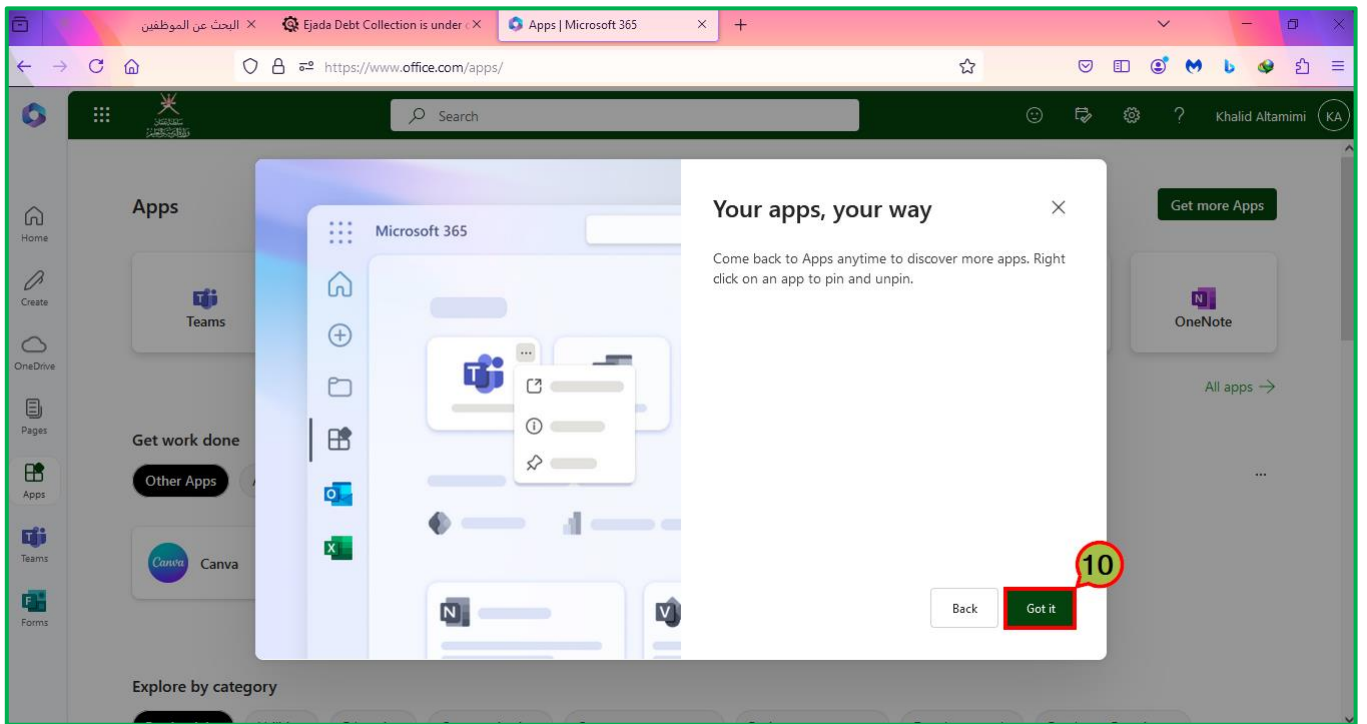 البحث عن الموظفين
Ejada Debt Collection is under c
Apps | Microsoft 365
https://www.office.com/apps/
Search
Khalid Altamimi
KA
Home
Create
OneDrive
Pages
Apps
Teams
Forms
Apps
Get more Apps
Teams
OneNote
All apps
Get work done
Other Apps
Canva
Canva
Explore by category
Microsoft 365
Your apps, your way
Come back to Apps anytime to discover more apps. Right
click on an app to pin and unpin.
10
Back
Got it